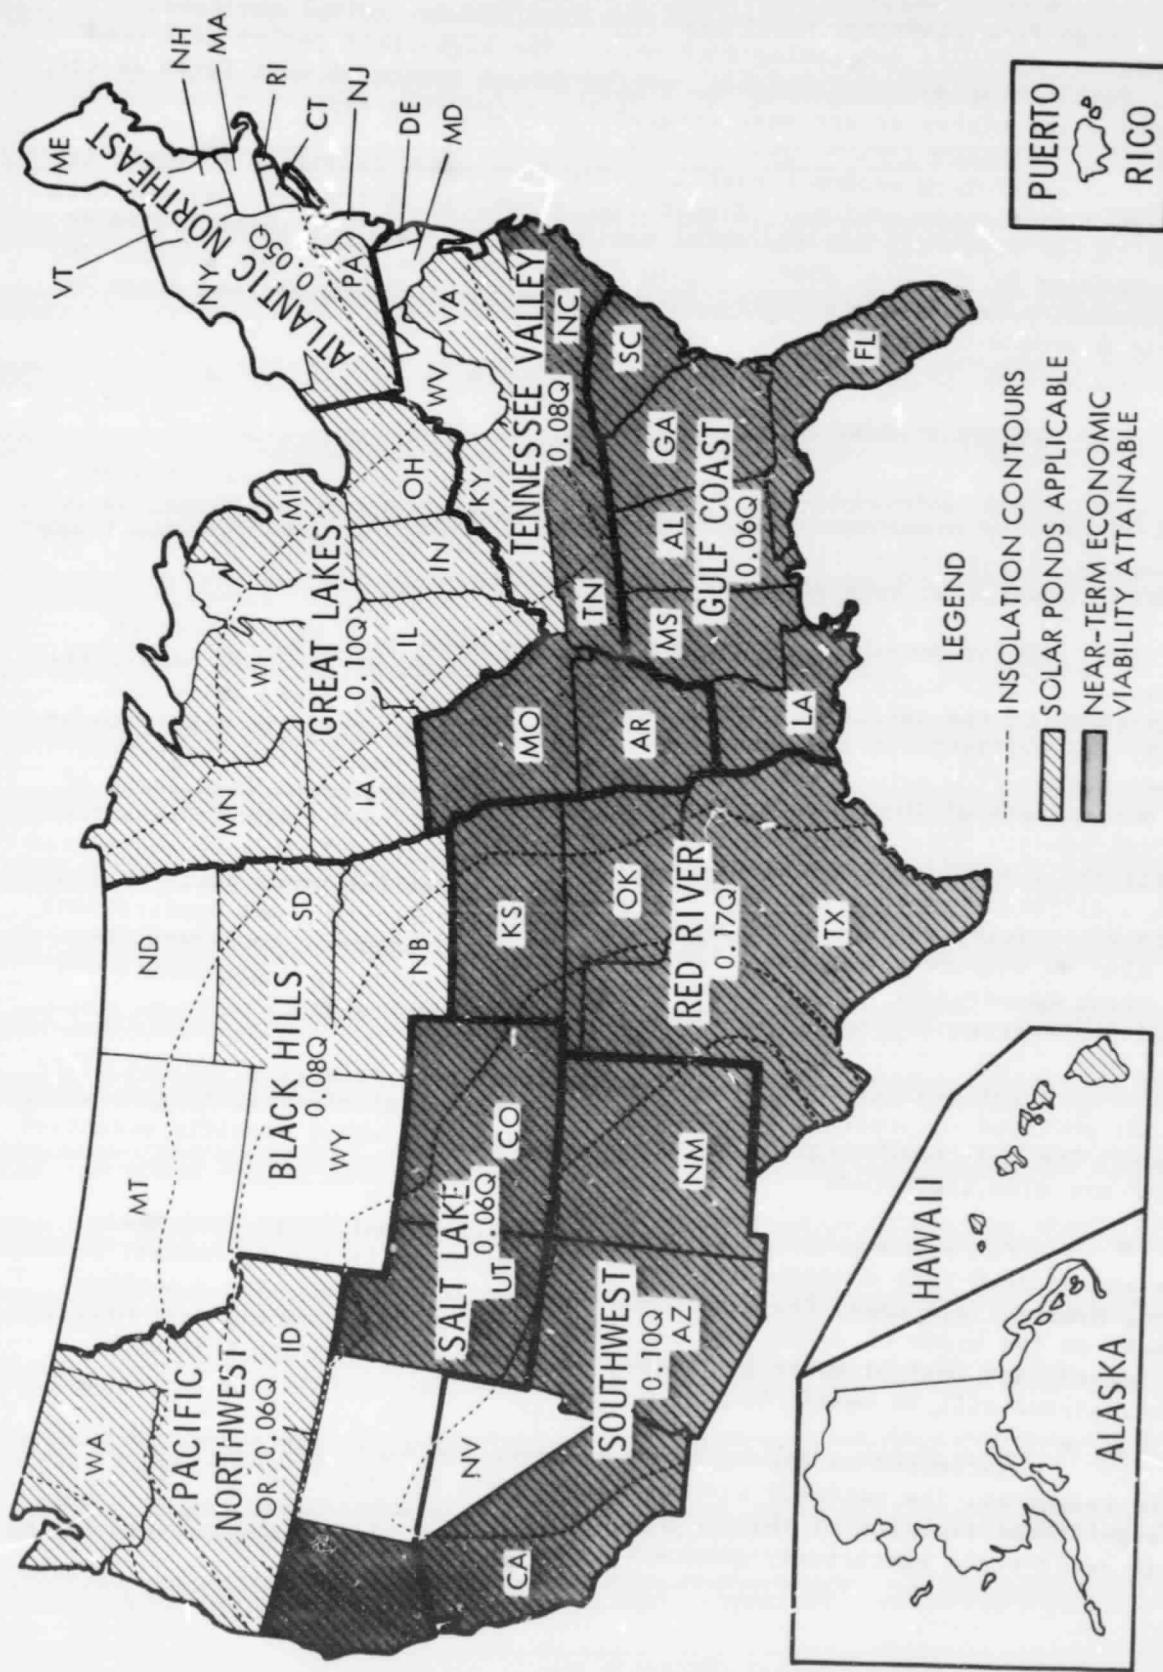 WA
PACIFIC
NORTHWEST
OR 0.06Q
ID
MT
ND
BLACK HILLS
0.08Q
SD
WY
NB
MN
WI
MI
GREAT LAKES
0.10Q
IA
IL
IN
OH
VT
ME
NH
MA
RI
CT
NJ
DE
MD
NY
ATLANTIC NORTHEAST
0.05Q
PA
WV
VA
KY
TENNESSEE VALLEY
0.08Q
TN
NC
NV
CA
SALT LAKE
0.06Q
UT
CO
SOUTHWEST
0.10Q
AZ
NM
KS
MO
OK
AR
RED RIVER
0.17Q
TX
LA
MS
AL
GA
SC
GULF COAST
0.06Q
FL
ALASKA
HAWAII
LEGEND
INSOLATION CONTOURS
SOLAR PONDS APPLICABLE
NEAR-TERM ECONOMIC
VIABILITY ATTAINABLE
PUERTO
RICO